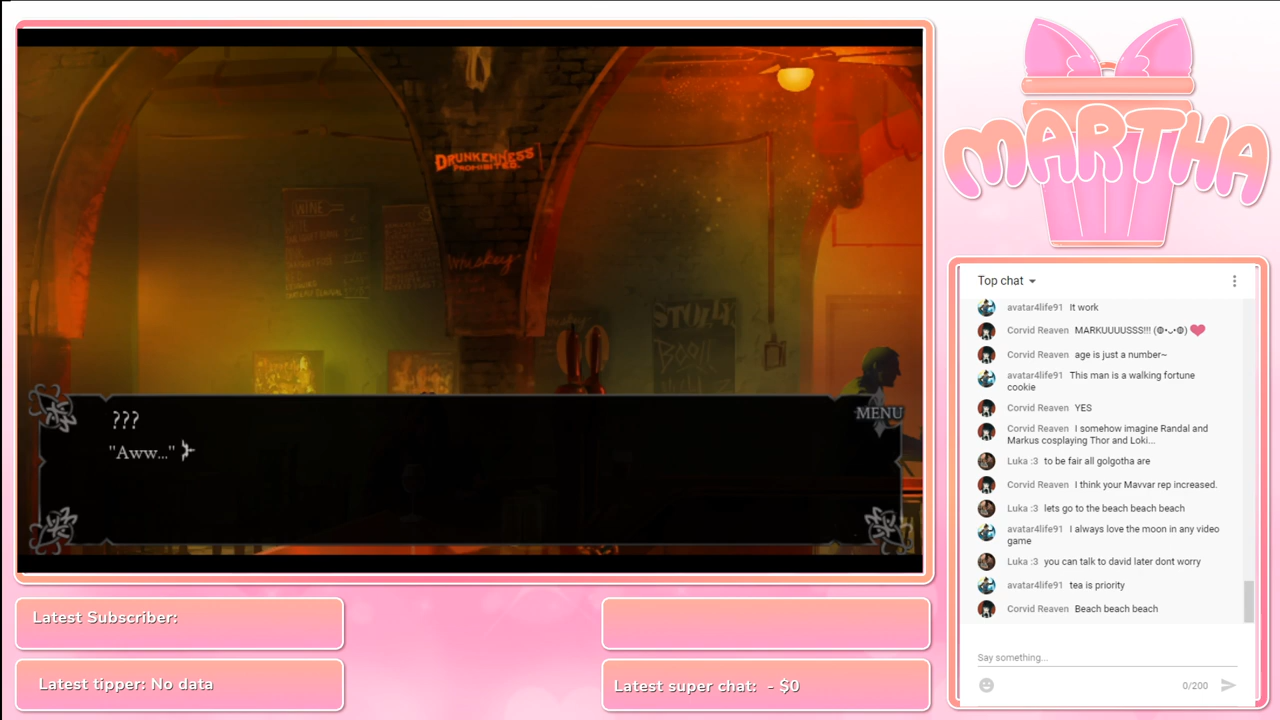 DRUNKENNESS
PROHIBITED.
WINE
Whiskey
???
"Aww..."
MENU
Latest Subscriber:
Latest tipper: No data
Latest super chat:  - $0
MARTHA
Top chat
avatar4life91 It work
Corvid Reaven MARKUUUUSSS!!! (◍•ᴗ•◍) ❤
Corvid Reaven age is just a number~
avatar4life91 This man is a walking fortune
cookie
Corvid Reaven YES
Corvid Reaven I somehow imagine Randal and
Markus cosplaying Thor and Loki...
Luka :3 to be fair all golgotha are
Corvid Reaven I think your Mavvar rep increased.
Luka :3 lets go to the beach beach beach
avatar4life91 I always love the moon in any video
game
Luka :3 you can talk to david later dont worry
avatar4life91 tea is priority
Corvid Reaven Beach beach beach
Say something...
0/200